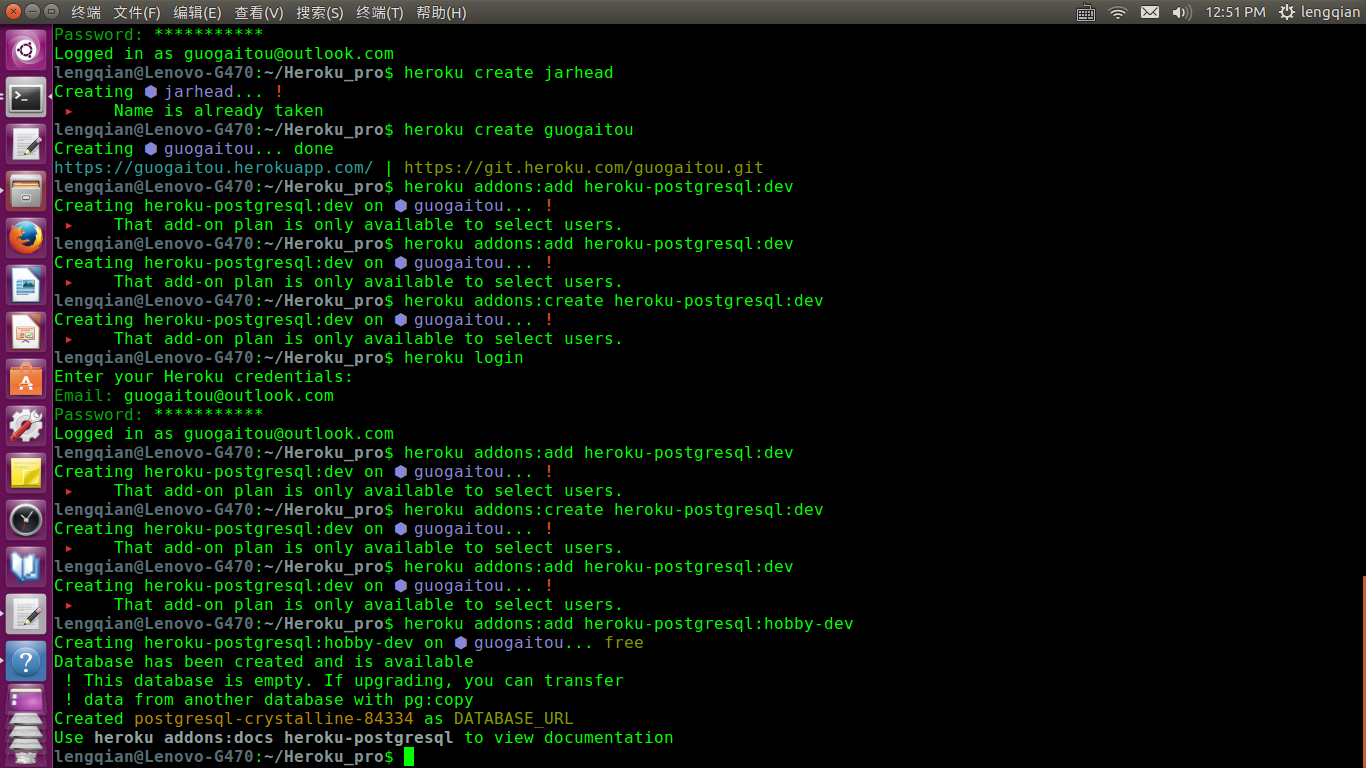 终端 文件(F) 编辑(E) 查看(V) 搜索(S) 终端(T) 帮助(H) 12:51 PM lengqian
Password: ***********
Logged in as guogaitou@outlook.com
lengqian@Lenovo-G470:~/Heroku_pro$ heroku create jarhead
Creating ⬢ jarhead... !
▸    Name is already taken
lengqian@Lenovo-G470:~/Heroku_pro$ heroku create guogaitou
Creating ⬢ guogaitou... done
https://guogaitou.herokuapp.com/ | https://git.heroku.com/guogaitou.git
lengqian@Lenovo-G470:~/Heroku_pro$ heroku addons:add heroku-postgresql:dev
Creating heroku-postgresql:dev on ⬢ guogaitou... !
▸    That add-on plan is only available to select users.
lengqian@Lenovo-G470:~/Heroku_pro$ heroku addons:add heroku-postgresql:dev
Creating heroku-postgresql:dev on ⬢ guogaitou... !
▸    That add-on plan is only available to select users.
lengqian@Lenovo-G470:~/Heroku_pro$ heroku addons:create heroku-postgresql:dev
Creating heroku-postgresql:dev on ⬢ guogaitou... !
▸    That add-on plan is only available to select users.
lengqian@Lenovo-G470:~/Heroku_pro$ heroku login
Enter your Heroku credentials:
Email: guogaitou@outlook.com
Password: ***********
Logged in as guogaitou@outlook.com
lengqian@Lenovo-G470:~/Heroku_pro$ heroku addons:add heroku-postgresql:dev
Creating heroku-postgresql:dev on ⬢ guogaitou... !
▸    That add-on plan is only available to select users.
lengqian@Lenovo-G470:~/Heroku_pro$ heroku addons:create heroku-postgresql:dev
Creating heroku-postgresql:dev on ⬢ guogaitou... !
▸    That add-on plan is only available to select users.
lengqian@Lenovo-G470:~/Heroku_pro$ heroku addons:add heroku-postgresql:dev
Creating heroku-postgresql:dev on ⬢ guogaitou... !
▸    That add-on plan is only available to select users.
lengqian@Lenovo-G470:~/Heroku_pro$ heroku addons:add heroku-postgresql:hobby-dev
Creating heroku-postgresql:hobby-dev on ⬢ guogaitou... free
Database has been created and is available
! This database is empty. If upgrading, you can transfer
! data from another database with pg:copy
Created postgresql-crystalline-84334 as DATABASE_URL
Use heroku addons:docs heroku-postgresql to view documentation
lengqian@Lenovo-G470:~/Heroku_pro$